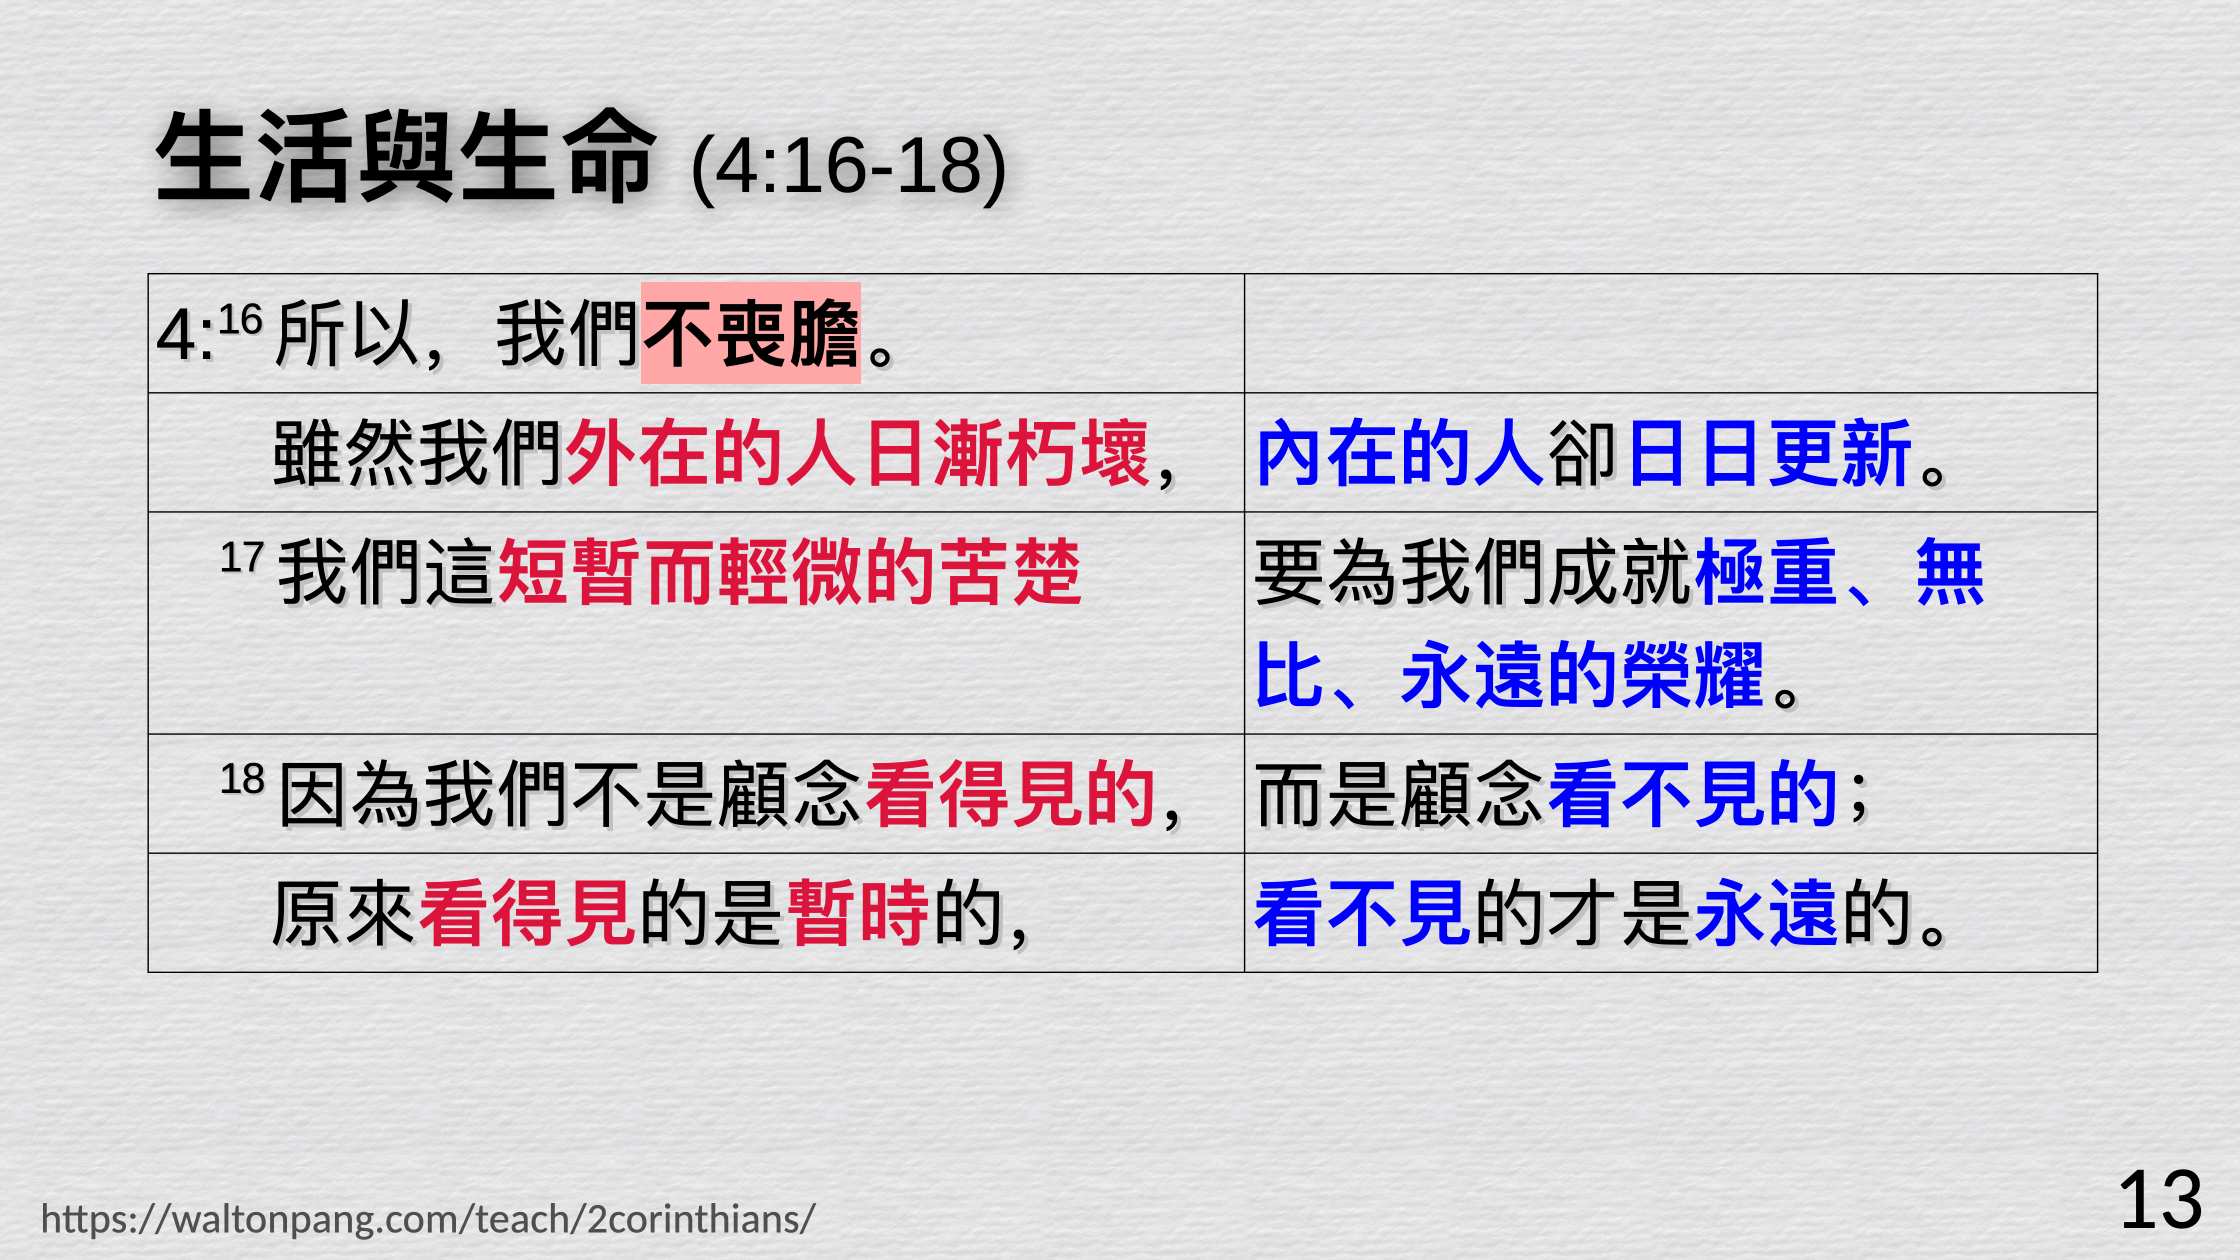 生活與生命 (4:16-18)
4:16 所以，我們不喪膽。
雖然我們外在的人日漸朽壞，
內在的人卻日日更新。
17 我們這短暫而輕微的苦楚
要為我們成就極重、無
比、永遠的榮耀。
18 因為我們不是顧念看得見的，
而是顧念看不見的；
原來看得見的是暫時的，
看不見的才是永遠的。
https://waltonpang.com/teach/2corinthians/
13